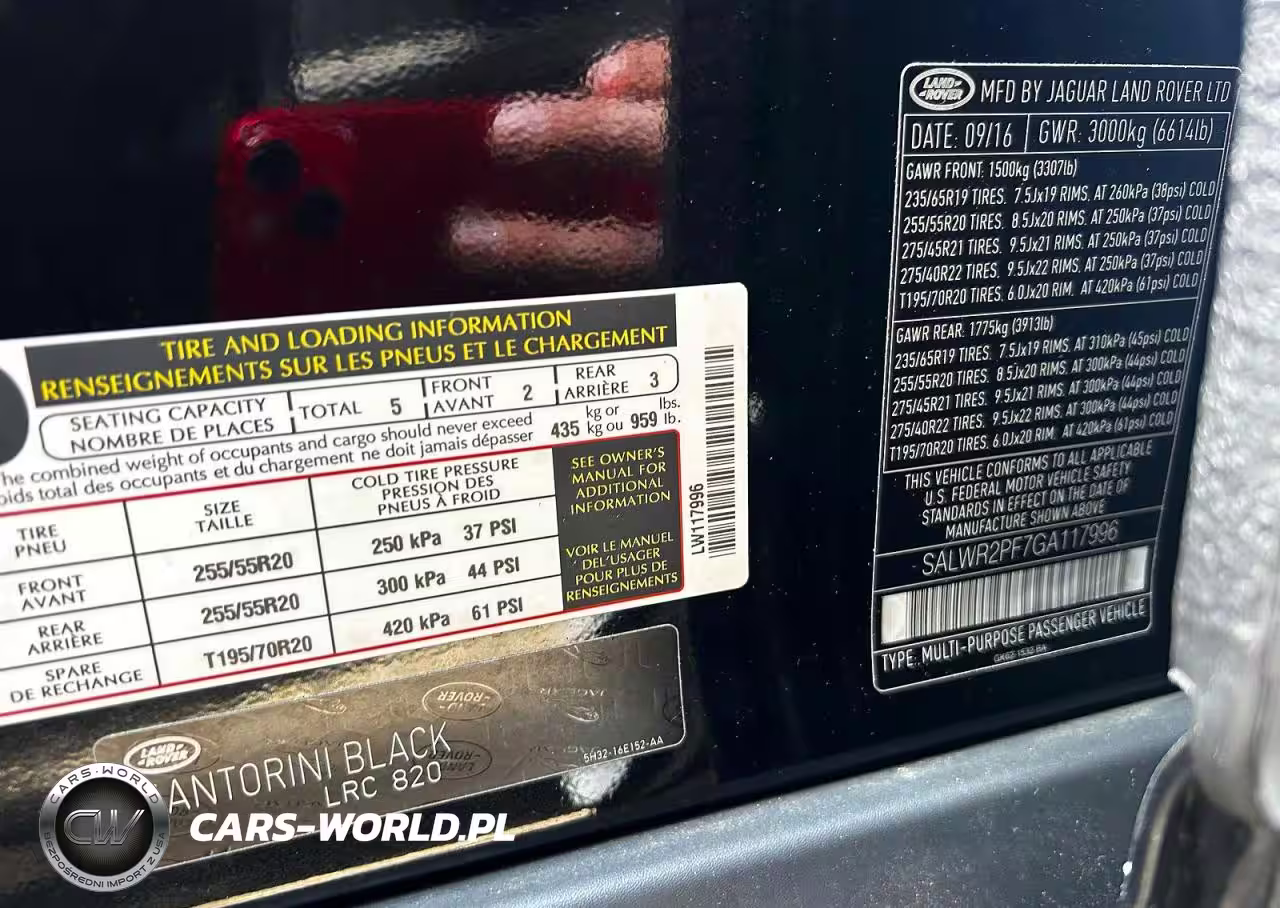 TIRE AND LOADING INFORMATION
RENSEIGNEMENTS SUR LES PNEUS ET LE CHARGEMENT
SEATING CAPACITY
NOMBRE DE PLACES
TOTAL 5
FRONT
AVANT 2
REAR
ARRIÈRE 3
The combined weight of occupants and cargo should never exceed 435 kg or 959 lbs.
oids total des occupants et du chargement ne doit jamais dépasser kg ou lb.
TIRE
PNEU
SIZE
TAILLE
COLD TIRE PRESSURE
PRESSION DES
PNEUS À FROID
FRONT
AVANT
255/55R20
250 kPa 37 PSI
REAR
ARRIÈRE
255/55R20
300 kPa 44 PSI
SPARE
DE RECHANGE
T195/70R20
420 kPa 61 PSI
SEE OWNER'S
MANUAL FOR
ADDITIONAL
INFORMATION
VOIR LE MANUEL
DEL'USAGER
POUR PLUS DE
RENSEIGNEMENTS
LW117996
LAND-
-ROVER
ANTORINI BLACK
LRC 820
5H32-16E152-AA
LAND-
-ROVER
MFD BY JAGUAR LAND ROVER LTD
DATE: 09/16 GWR: 3000kg (6614lb)
GAWR FRONT: 1500kg (3307lb)
235/65R19 TIRES. 7.5Jx19 RIMS, AT 260kPa (38psi) COLD
255/55R20 TIRES. 8.5Jx20 RIMS, AT 250kPa (37psi) COLD
275/45R21 TIRES. 9.5Jx21 RIMS, AT 250kPa (37psi) COLD
275/40R22 TIRES. 9.5Jx22 RIMS, AT 250kPa (37psi) COLD
T195/70R20 TIRES. 6.0Jx20 RIM. AT 420kPa (61psi) COLD
GAWR REAR: 1775kg (3913lb)
235/65R19 TIRES. 7.5Jx19 RIMS, AT 310kPa (45psi) COLD
255/55R20 TIRES. 8.5Jx20 RIMS, AT 300kPa (44psi) COLD
275/45R21 TIRES. 9.5Jx21 RIMS, AT 300kPa (44psi) COLD
275/40R22 TIRES. 9.5Jx22 RIMS, AT 300kPa (44psi) COLD
T195/70R20 TIRES. 6.0Jx20 RIM. AT 420kPa (61psi) COLD
THIS VEHICLE CONFORMS TO ALL APPLICABLE
U.S. FEDERAL MOTOR VEHICLE SAFETY
STANDARDS IN EFFECT ON THE DATE OF
MANUFACTURE SHOWN ABOVE
SALWR2PF7GA117996
TYPE: MULTI-PURPOSE PASSENGER VEHICLE
GK62-1532-BA
CARS-WORLD
CW
BEZPOŚREDNI IMPORT Z USA
CARS-WORLD.PL